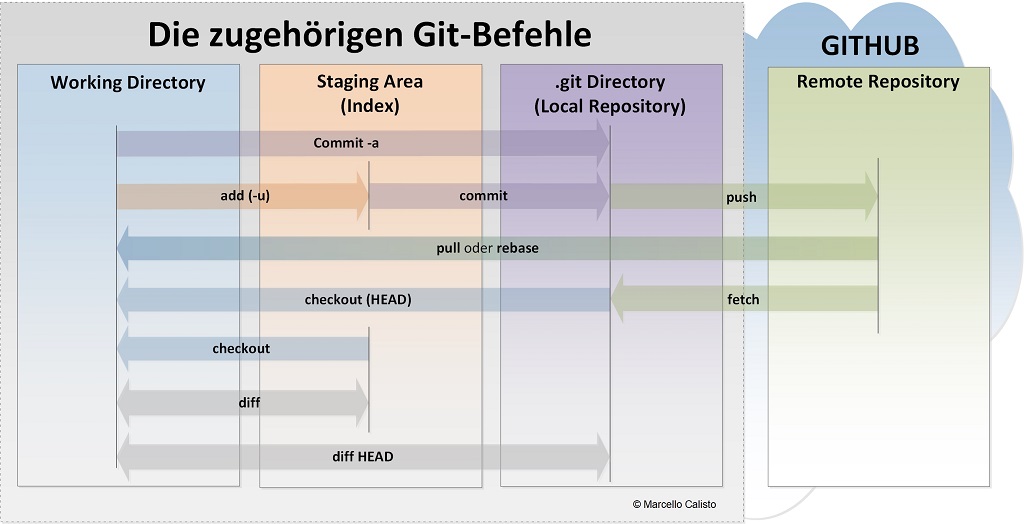 Die zugehörigen Git-Befehle
GITHUB
Working Directory
Staging Area
(Index)
.git Directory
(Local Repository)
Remote Repository
Commit -a
add (-u)
commit
push
pull oder rebase
checkout (HEAD)
fetch
checkout
diff
diff HEAD
© Marcello Calisto